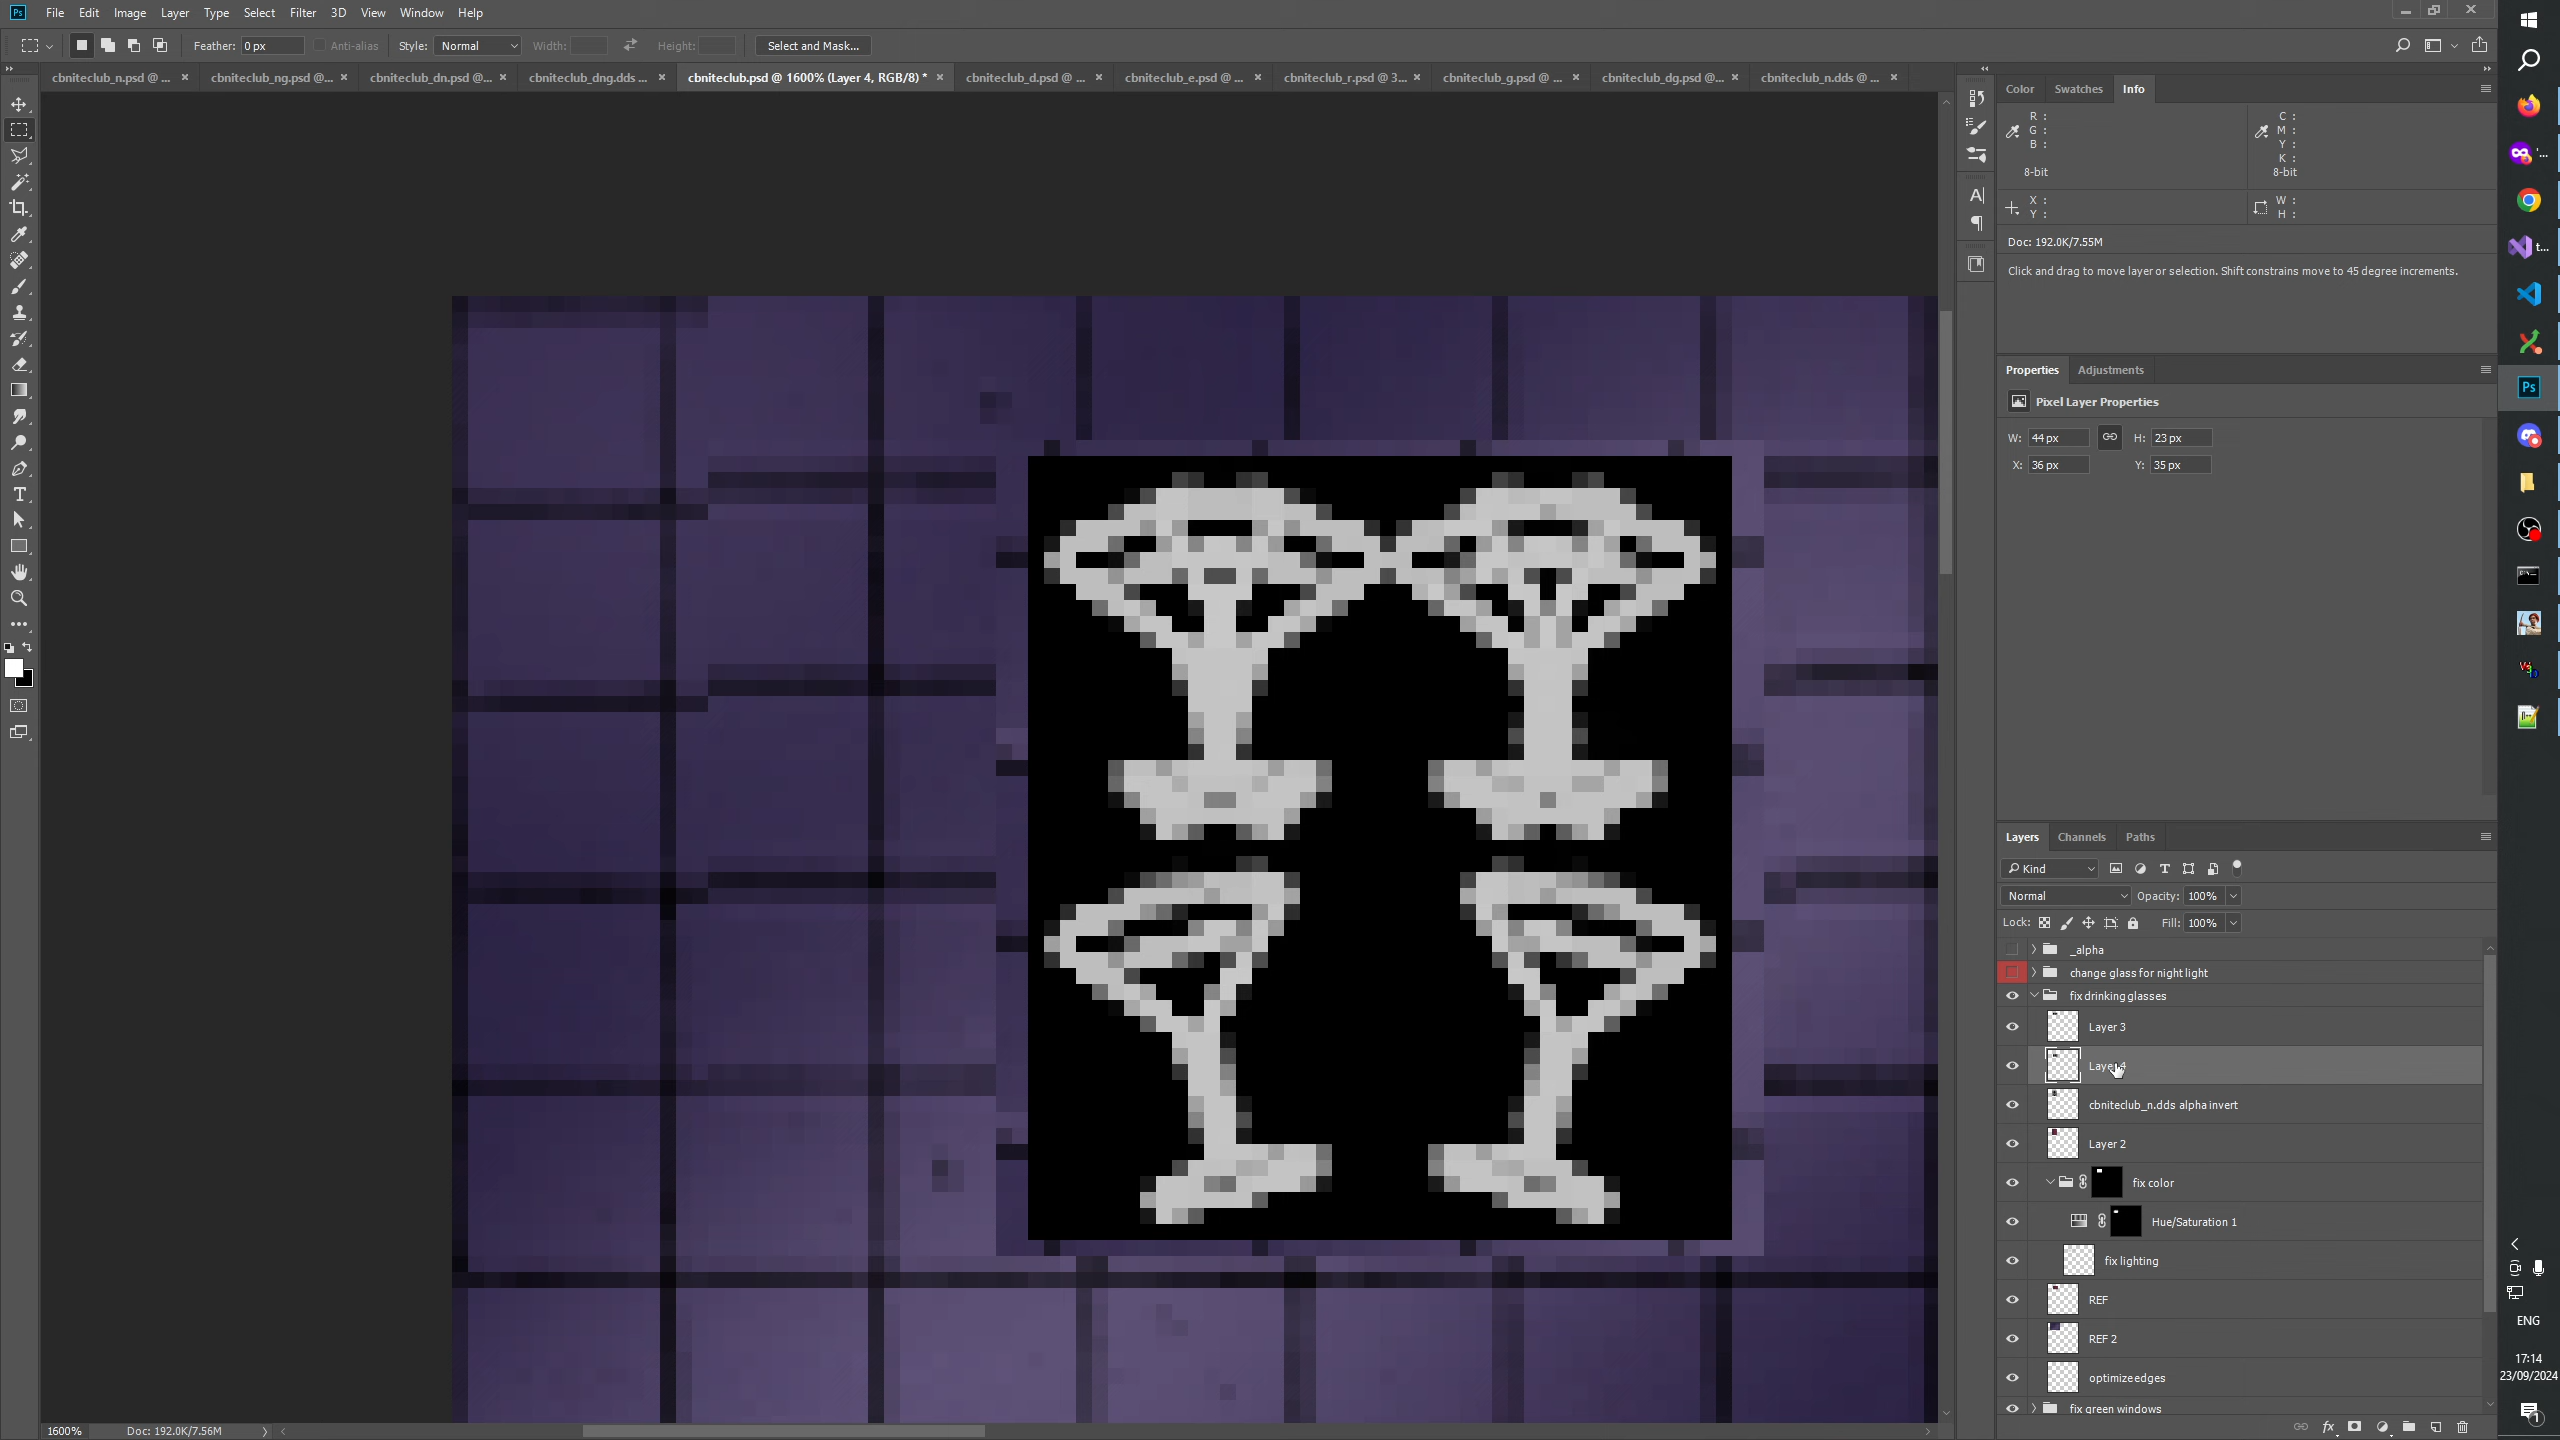 File Edit Image Layer Type Select Filter 3D View Window Help
Feather: 0 px Anti-alias Style: Normal Width: Height: Select and Mask...
cbniteclub_n.psd @ ... cbniteclub_ng.psd @... cbniteclub_dn.psd @... cbniteclub_dng.dds ... cbniteclub.psd @ 1600% (Layer 4, RGB/8) * cbniteclub_d.psd @ ... cbniteclub_e.psd @ ... cbniteclub_r.psd @ 3... cbniteclub_g.psd @ ... cbniteclub_dg.psd @... cbniteclub_n.dds @ ...
Color Swatches Info
R : C :
G : M :
B : Y :
K :
8-bit 8-bit
X : W :
Y : H :
Doc: 192.0K/7.55M
Click and drag to move layer or selection. Shift constrains move to 45 degree increments.
Properties Adjustments
Pixel Layer Properties
W: 44 px H: 23 px
X: 36 px Y: 35 px
Layers Channels Paths
Kind
Normal Opacity: 100%
Lock: Fill: 100%
_alpha
change glass for night light
fix drinking glasses
Layer 3
Layer 4
cbniteclub_n.dds alpha invert
Layer 2
fix color
Hue/Saturation 1
fix lighting
REF
REF 2
optimize edges
fix green windows
1600% Doc: 192.0K/7.56M
Ps
Ps
ENG
17:14
23/09/2024
1